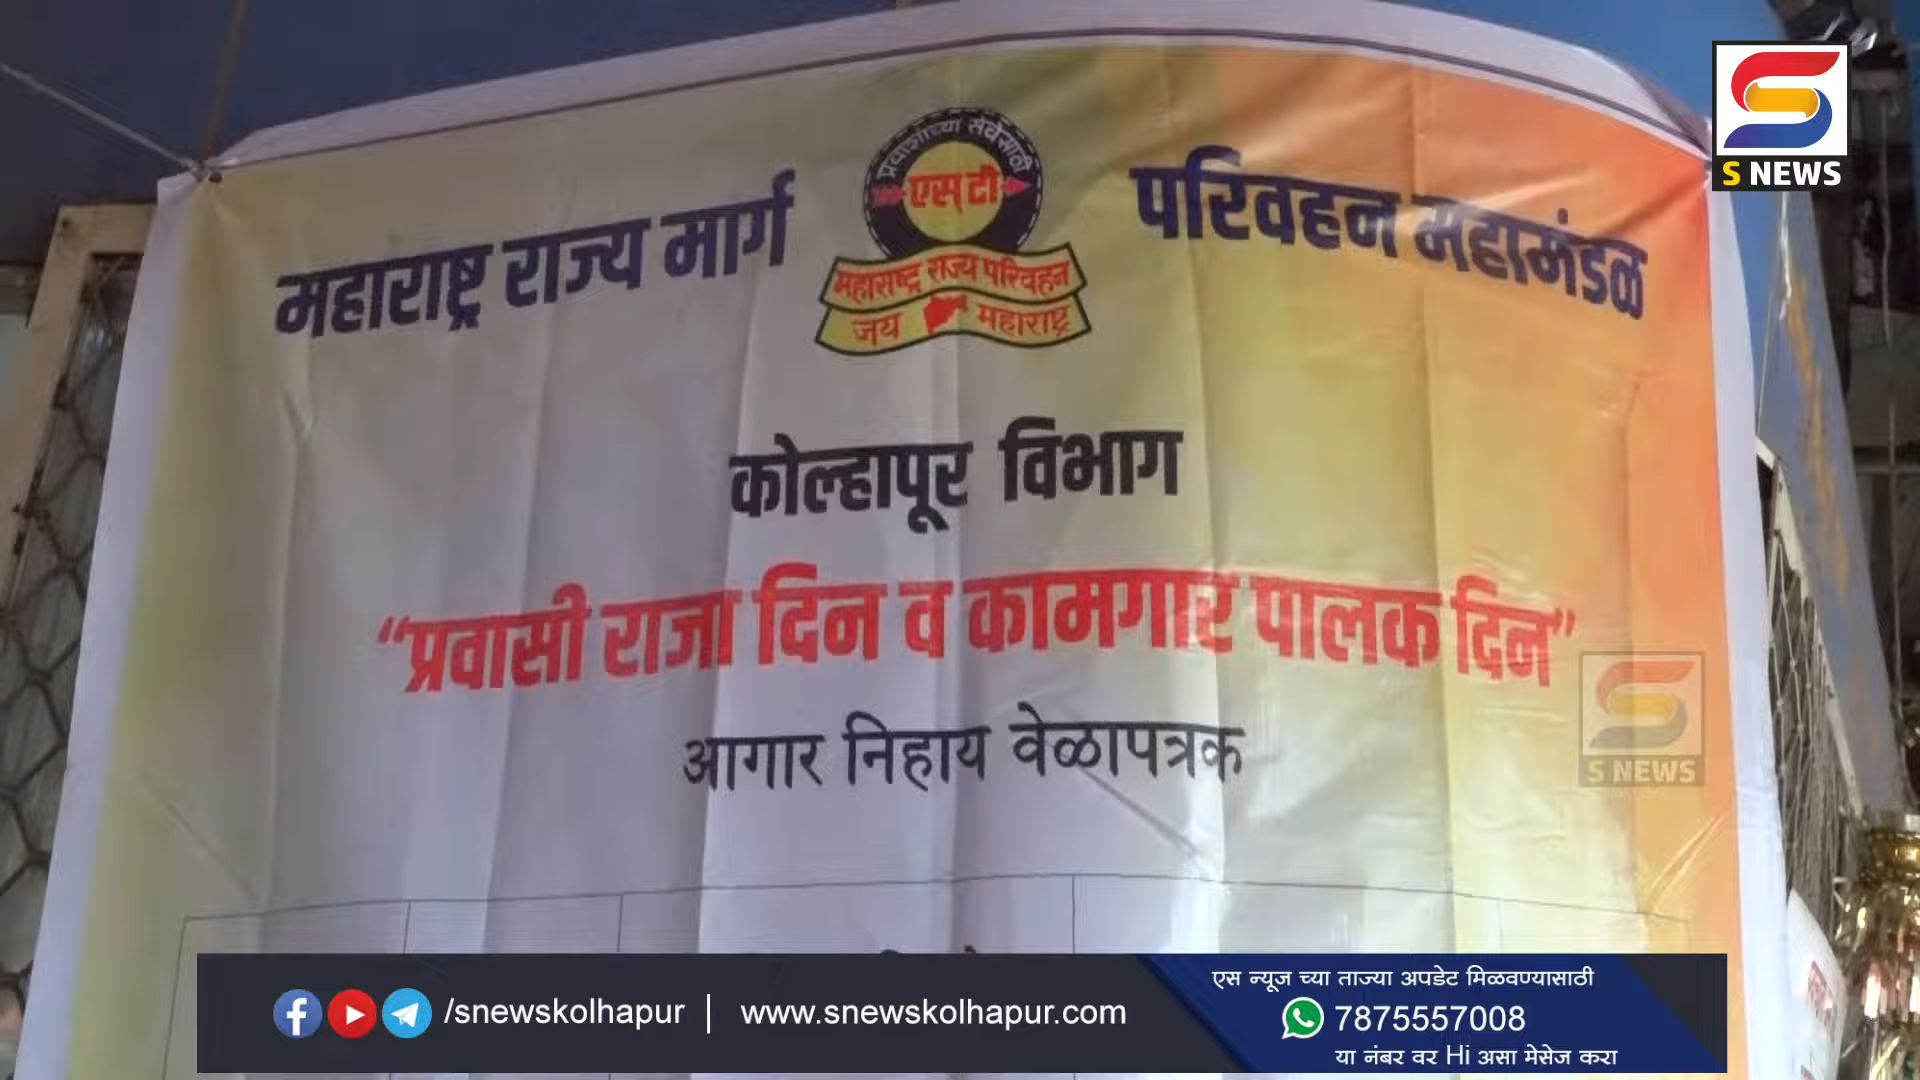 S NEWS
प्रवाशांच्या सेवेसाठी
एस् टी
महाराष्ट्र राज्य मार्ग परिवहन महामंडळ
महाराष्ट्र राज्य परिवहन
जय महाराष्ट्र
कोल्हापूर विभाग
“प्रवासी राजा दिन व कामगार पालक दिन”
आगार निहाय वेळापत्रक
S NEWS
/snewskolhapur | www.snewskolhapur.com
एस न्यूज च्या ताज्या अपडेट मिळवण्यासाठी
7875557008
या नंबर वर Hi असा मेसेज करा